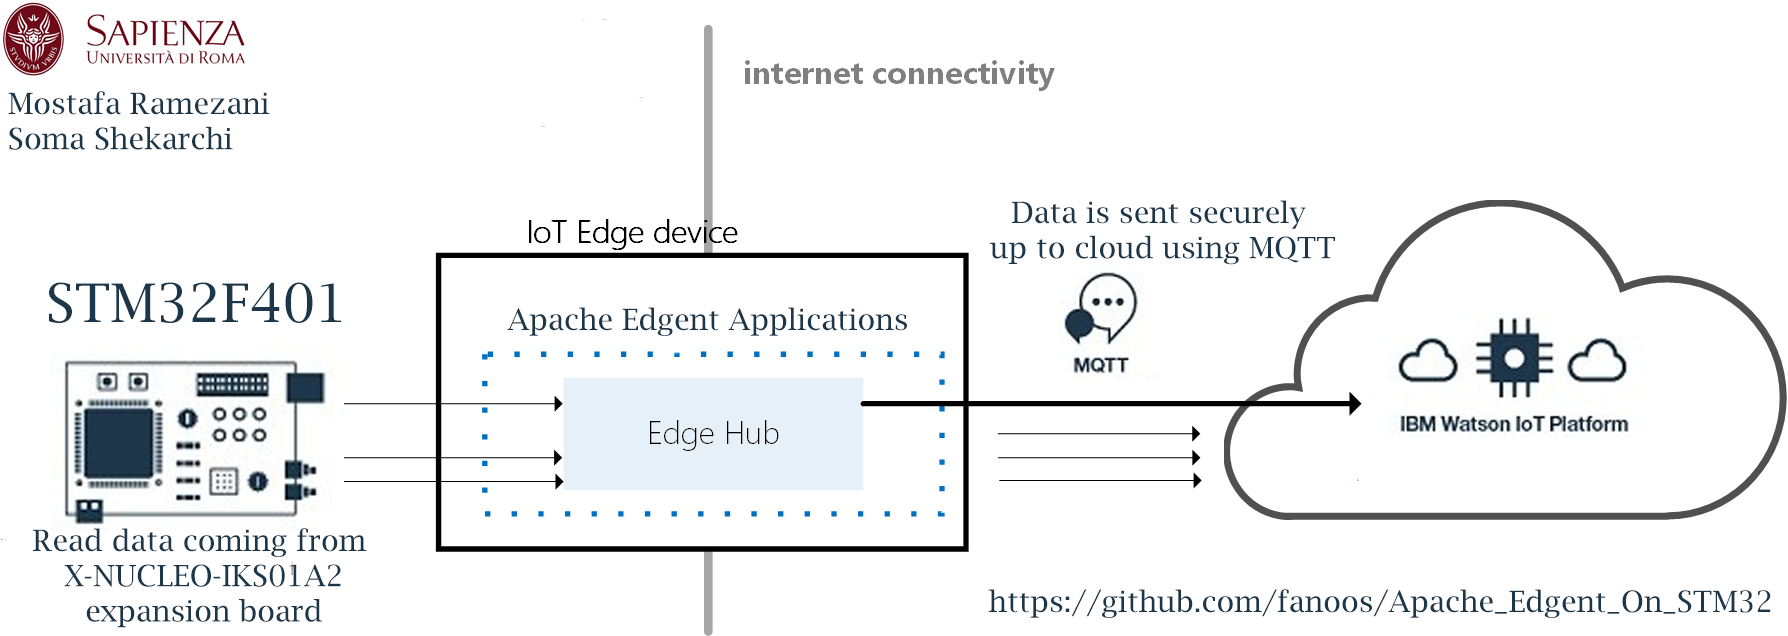 SAPIENZA
UNIVERSITÀ DI ROMA
Mostafa Ramezani
Soma Shekarchi
internet connectivity
IoT Edge device
Data is sent securely
up to cloud using MQTT
MQTT
STM32F401
Apache Edgent Applications
Edge Hub
IBM Watson IoT Platform
Read data coming from
X-NUCLEO-IKS01A2
expansion board
https://github.com/fanoos/Apache_Edgent_On_STM32